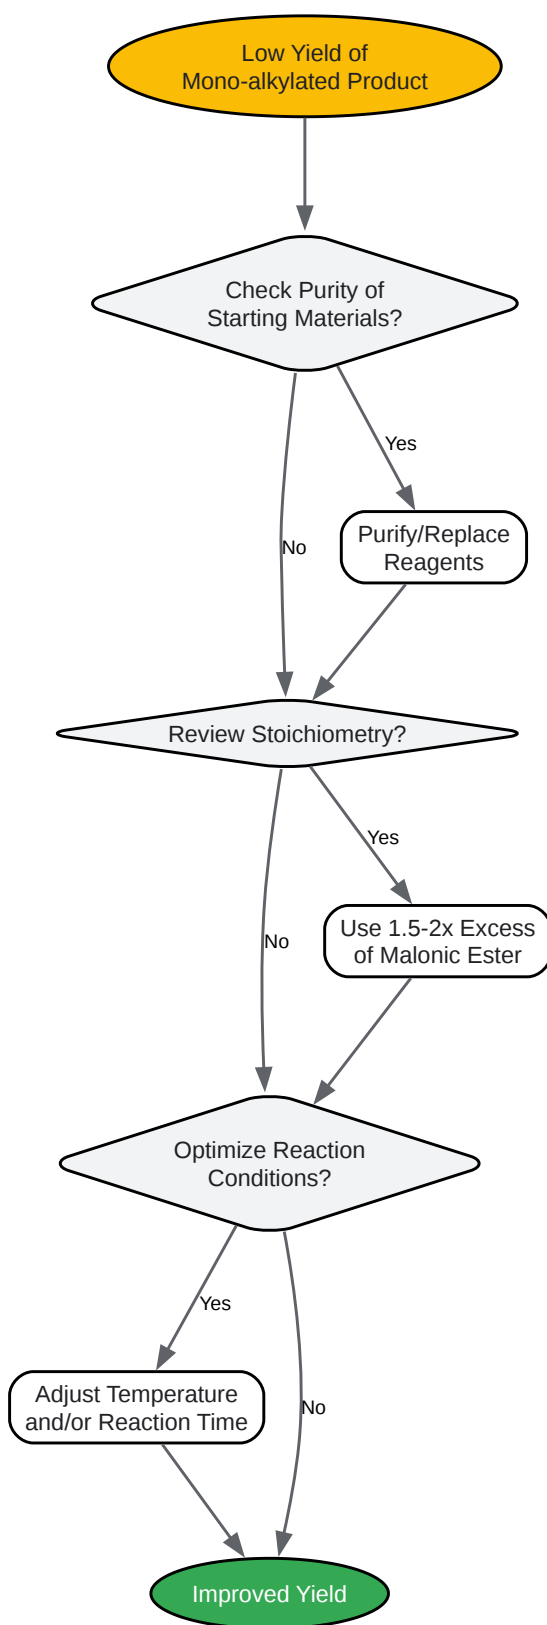 Low Yield of
Mono-alkylated Product
Check Purity of
Starting Materials?
Yes
No
Purify/Replace
Reagents
Review Stoichiometry?
Yes
No
Use 1.5-2x Excess
of Malonic Ester
Optimize Reaction
Conditions?
Yes
No
Adjust Temperature
and/or Reaction Time
Improved Yield